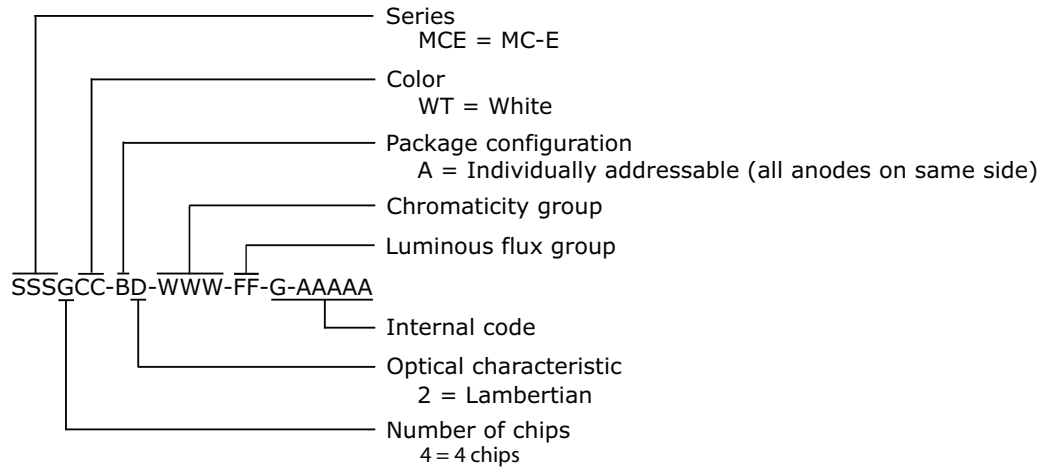 Series
MCE = MC-E
Color
WT = White
Package configuration
A = Individually addressable (all anodes on same side)
Chromaticity group
Luminous flux group
SSSGCC-BD-WWW-FF-G-AAAAA
Internal code
Optical characteristic
2 = Lambertian
Number of chips
4 = 4 chips